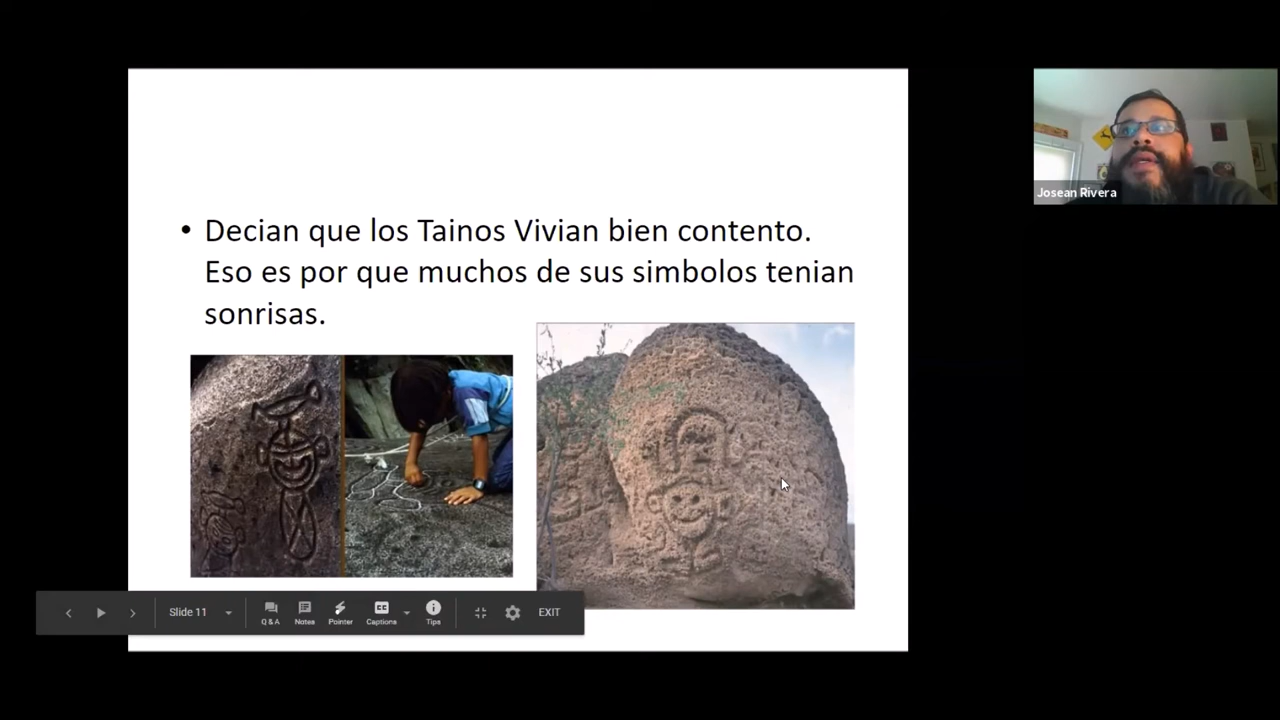 • Decian que los Tainos Vivian bien contento.
Eso es por que muchos de sus simbolos tenian
sonrisas.
Josean Rivera
Slide 11
Q & A
Notes
Pointer
Captions
Tips
EXIT